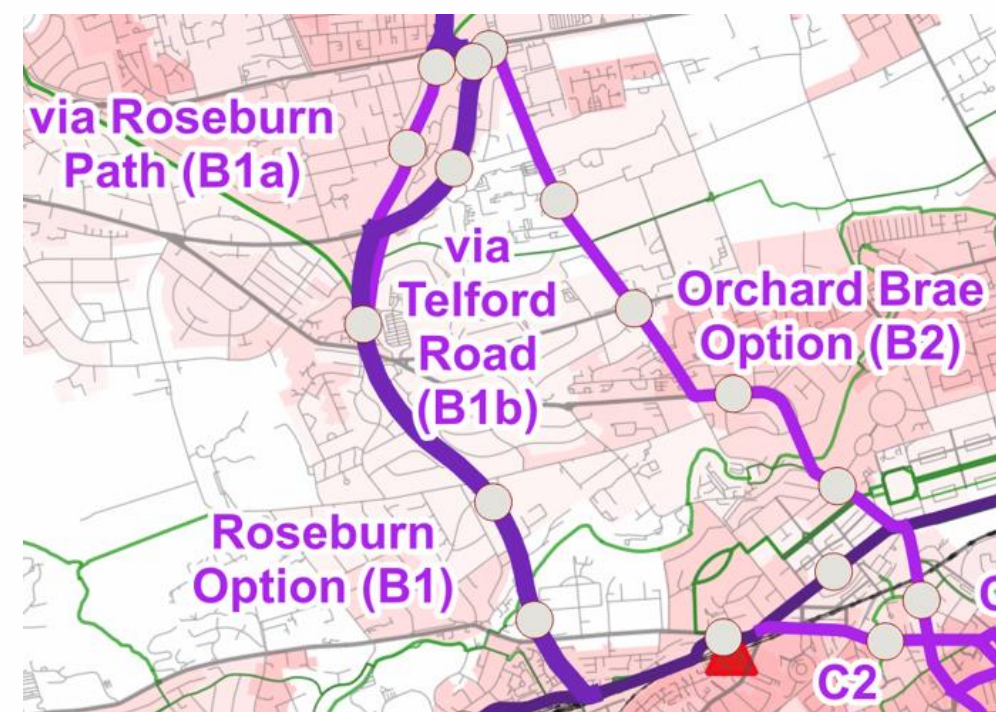 via Roseburn
Path (B1a)
via
Telford
Road
(B1b)
Orchard Brae
Option (B2)
Roseburn
Option (B1)
C2